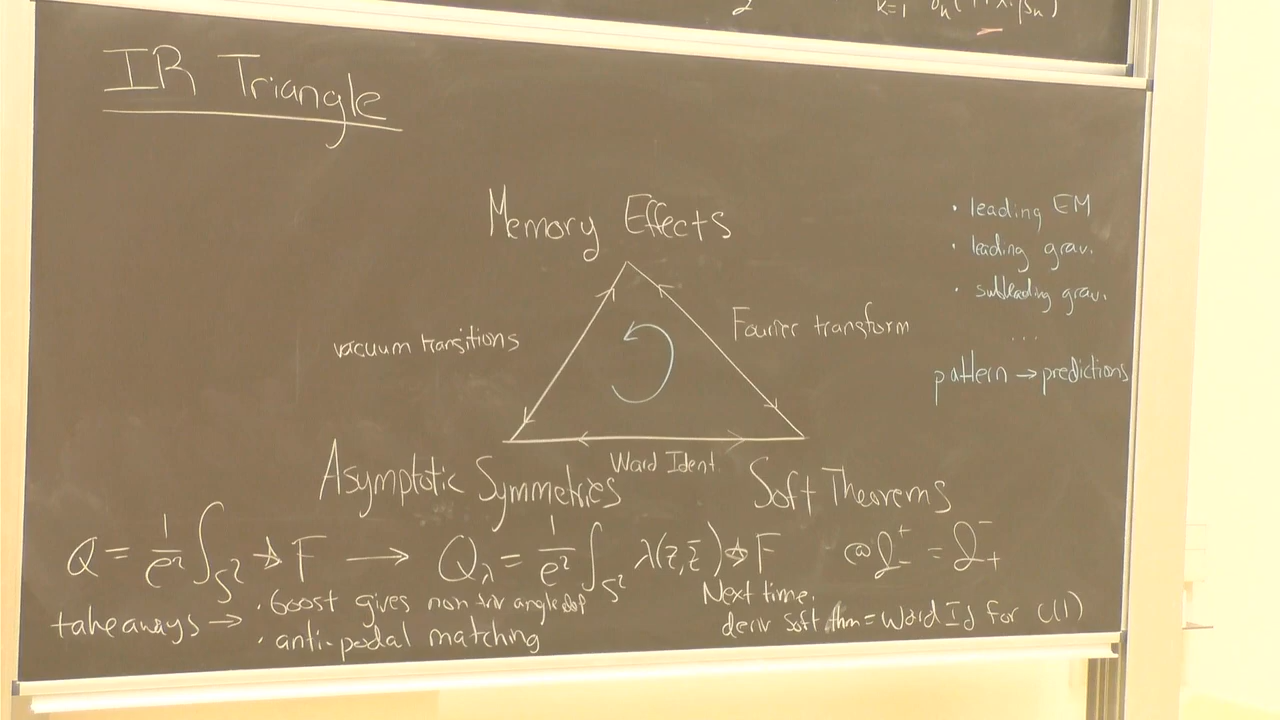 k=1
IR Triangle
Memory Effects
• leading EM
• leading grav.
• subleading grav.
...
pattern → predictions
vacuum transitions
Fourier transform
Ward Ident.
Asymptotic Symmetries
Soft Theorems
Q = 1/e² ∫_S² ⋆F → Q_λ = 1/e² ∫_S² λ(z,z̄) ⋆F @ I⁺₋ = I⁻₊
takeaways → • boost gives non triv angle dep
• anti-podal matching
Next time.
deriv soft thm = Ward Id for U(1)